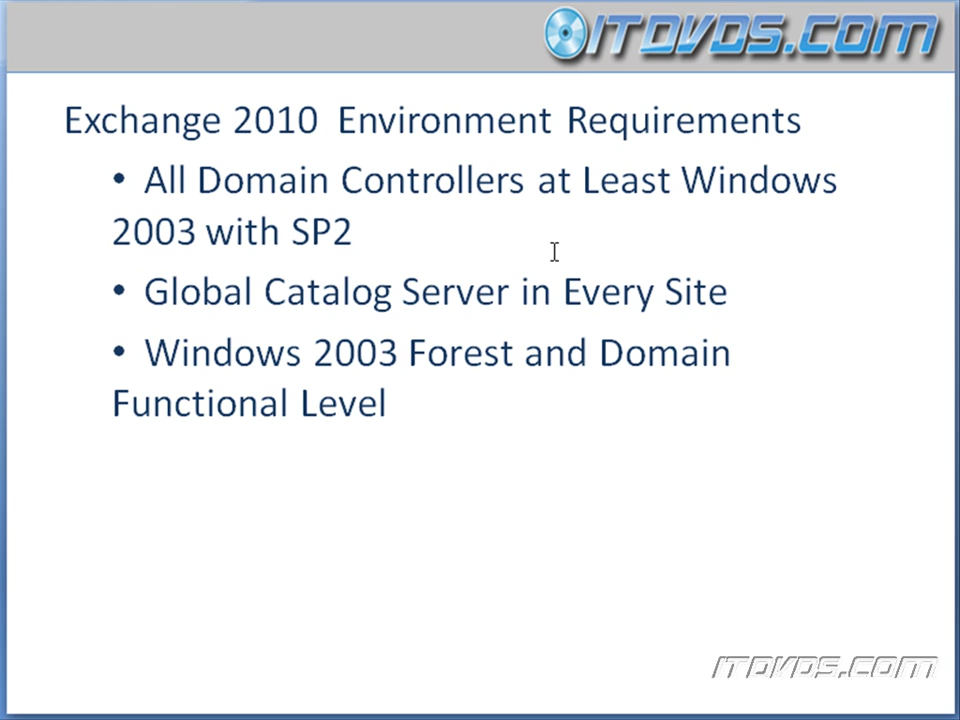 ITDVDS.COM
Exchange 2010 Environment Requirements
• All Domain Controllers at Least Windows
2003 with SP2
• Global Catalog Server in Every Site
• Windows 2003 Forest and Domain
Functional Level
ITDVDS.COM